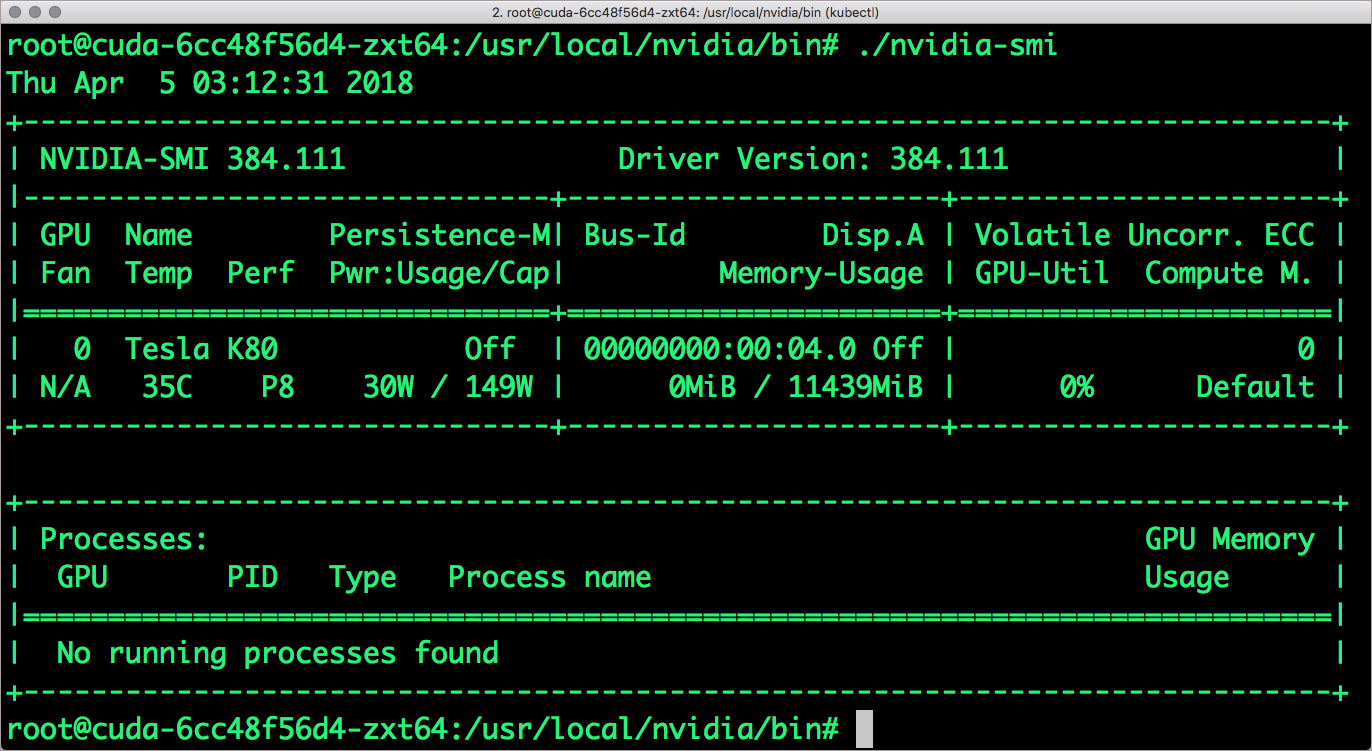 2. root@cuda-6cc48f56d4-zxt64: /usr/local/nvidia/bin (kubectl)
root@cuda-6cc48f56d4-zxt64:/usr/local/nvidia/bin# ./nvidia-smi
Thu Apr  5 03:12:31 2018
+-----------------------------------------------------------------------------+
| NVIDIA-SMI 384.111                Driver Version: 384.111                   |
|-------------------------------+----------------------+----------------------+
| GPU  Name        Persistence-M| Bus-Id        Disp.A | Volatile Uncorr. ECC |
| Fan  Temp  Perf  Pwr:Usage/Cap|         Memory-Usage | GPU-Util  Compute M. |
|===============================+======================+======================|
|   0  Tesla K80           Off  | 00000000:00:04.0 Off |                    0 |
| N/A   35C    P8    30W / 149W |      0MiB / 11439MiB |      0%      Default |
+-------------------------------+----------------------+----------------------+
+-----------------------------------------------------------------------------+
| Processes:                                                       GPU Memory |
|  GPU       PID   Type   Process name                             Usage      |
|=============================================================================|
|  No running processes found                                                 |
+-----------------------------------------------------------------------------+
root@cuda-6cc48f56d4-zxt64:/usr/local/nvidia/bin#